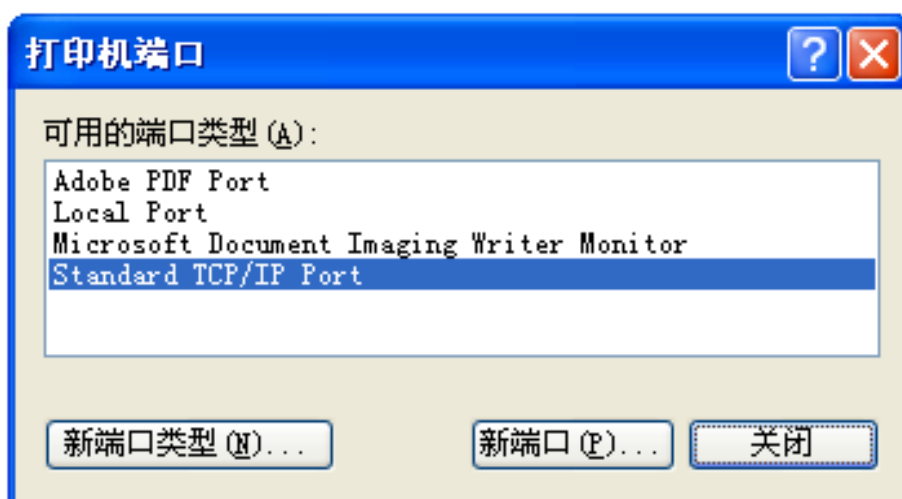 打印机端口
可用的端口类型(A):
Adobe PDF Port
Local Port
Microsoft Document Imaging Writer Monitor
Standard TCP/IP Port
新端口类型(N)... 新端口(P)... 关闭